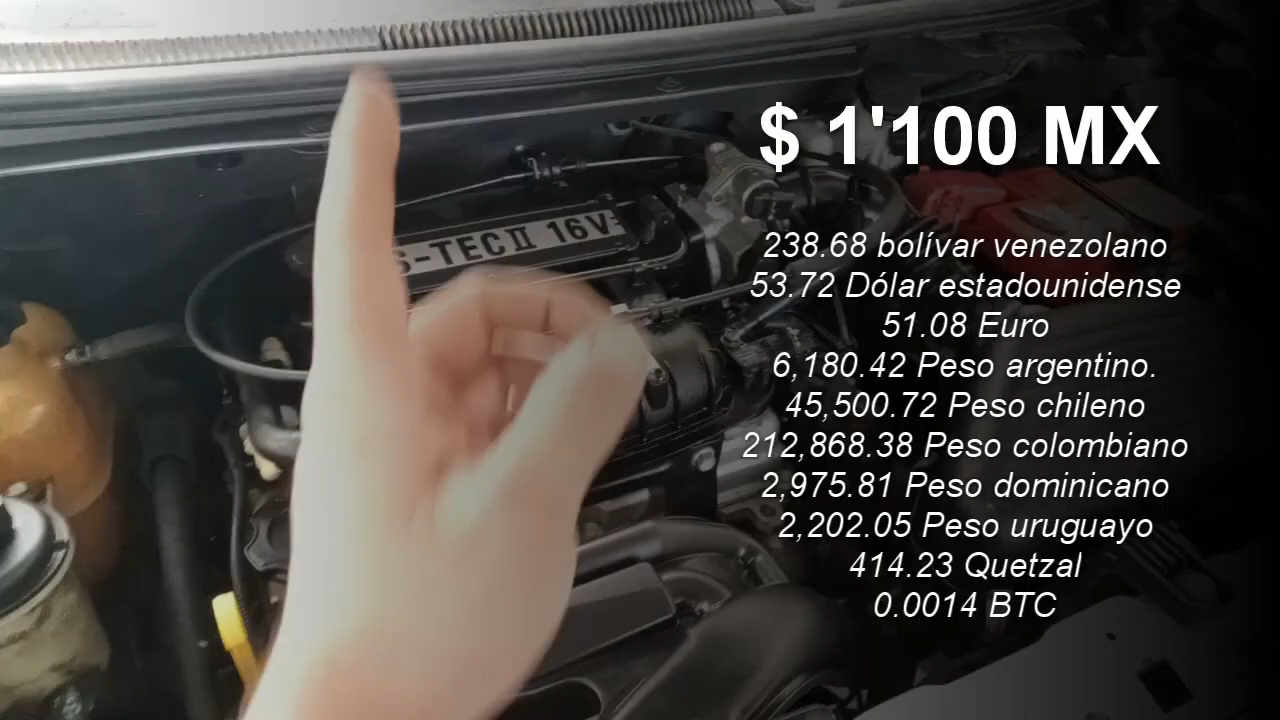 $ 1'100 MX
238.68 bolívar venezolano
53.72 Dólar estadounidense
51.08 Euro
6,180.42 Peso argentino.
45,500.72 Peso chileno
212,868.38 Peso colombiano
2,975.81 Peso dominicano
2,202.05 Peso uruguayo
414.23 Quetzal
0.0014 BTC
S-TEC II 16V